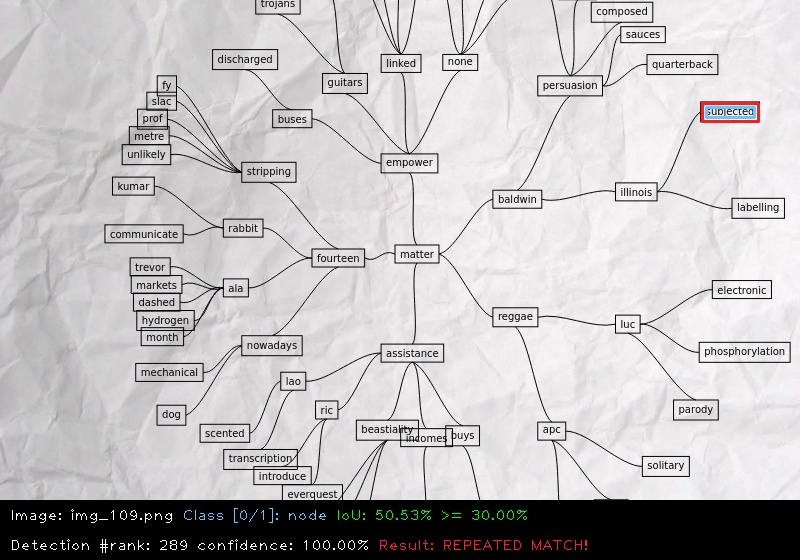 trojans
composed
sauces
linked
none
quarterback
discharged
guitars
persuasion
fy
slac
prof
metre
unlikely
buses
subjected
empower
stripping
kumar
baldwin
illinois
labelling
rabbit
communicate
matter
fourteen
trevor
markets
dashed
hydrogen
month
ala
electronic
reggae
luc
nowadays
assistance
phosphorylation
mechanical
lao
dog
ric
parody
scented
beastiality
incomes
buys
apc
transcription
introduce
everquest
solitary
Image: img_109.png Class [0/1]: node IoU: 50.53% >= 30.00%
Detection #rank: 289 confidence: 100.00% Result: REPEATED MATCH!